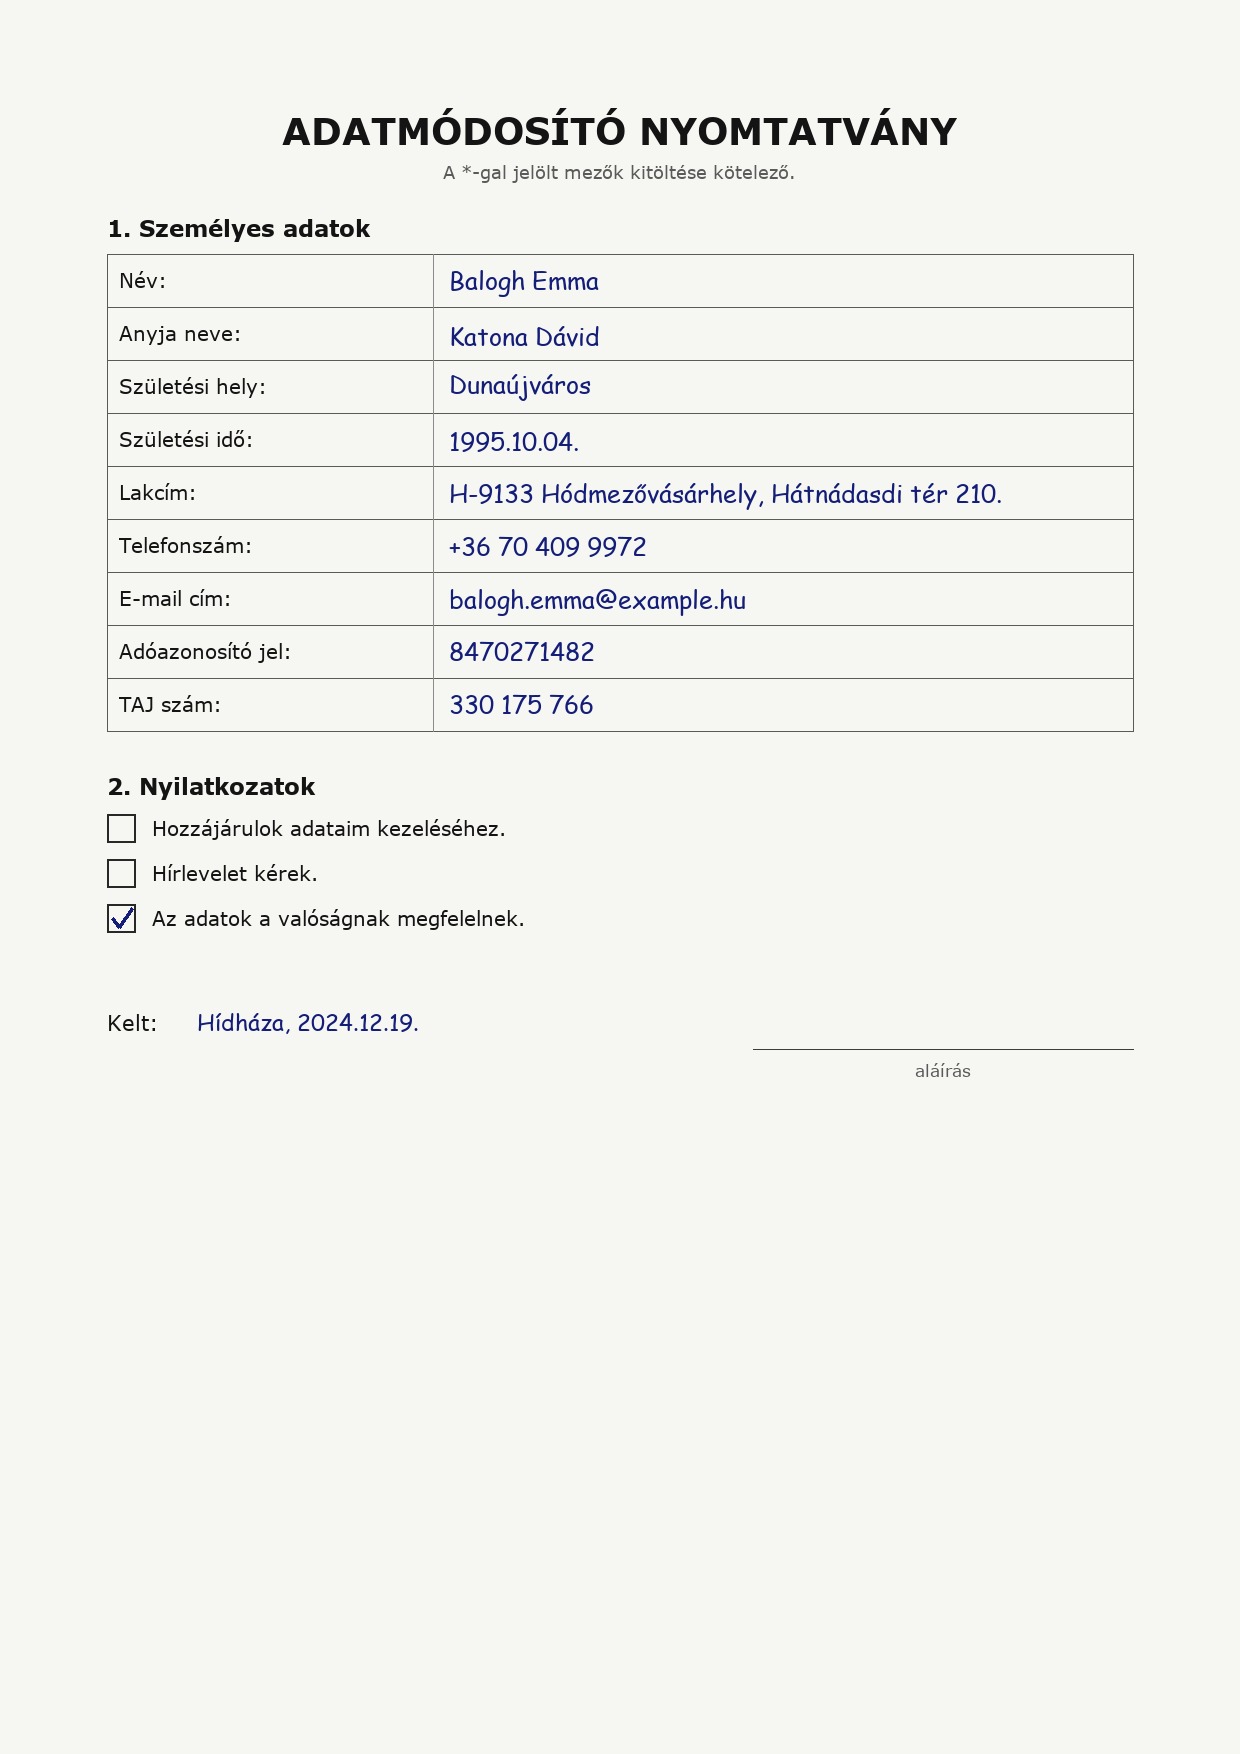 ADATMÓDOSÍTÓ NYOMTATVÁNY
A *-gal jelölt mezők kitöltése kötelező.
1. Személyes adatok
Név: Balogh Emma
Anyja neve: Katona Dávid
Születési hely: Dunaújváros
Születési idő: 1995.10.04.
Lakcím: H-9133 Hódmezővásárhely, Hátnádasdi tér 210.
Telefonszám: +36 70 409 9972
E-mail cím: balogh.emma@example.hu
Adóazonosító jel: 8470271482
TAJ szám: 330 175 766
2. Nyilatkozatok
Hozzájárulok adataim kezeléséhez.
Hírlevelet kérek.
Az adatok a valóságnak megfelelnek.
Kelt: Hídháza, 2024.12.19.
aláírás